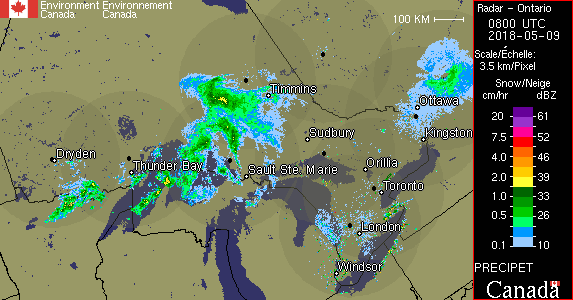 Environment Environnement
Canada Canada
100 KM
Radar - Ontario
0800 UTC
2018-05-09
Scale/Échelle:
3.5 km/Pixel
Snow/Neige
cm/hr dBZ
20 61
7.5 52
4.0 46
2.0 39
1.0 33
0.5 26
0.1 10
PRECIPET
Canada
Timmins
Ottawa
Sudbury
Kingston
Dryden
Thunder Bay
Sault Ste. Marie
Orillia
Toronto
London
Windsor